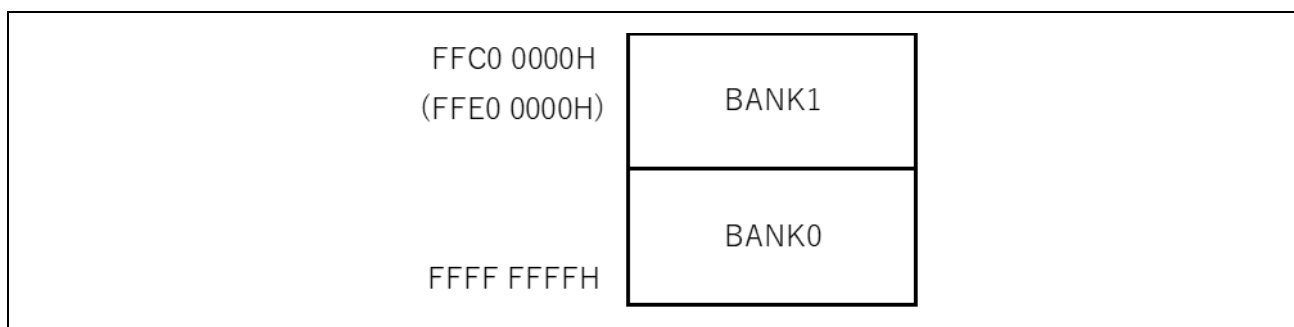 FFC0 0000H
(FFE0 0000H)
BANK1
BANK0
FFFF FFFFH